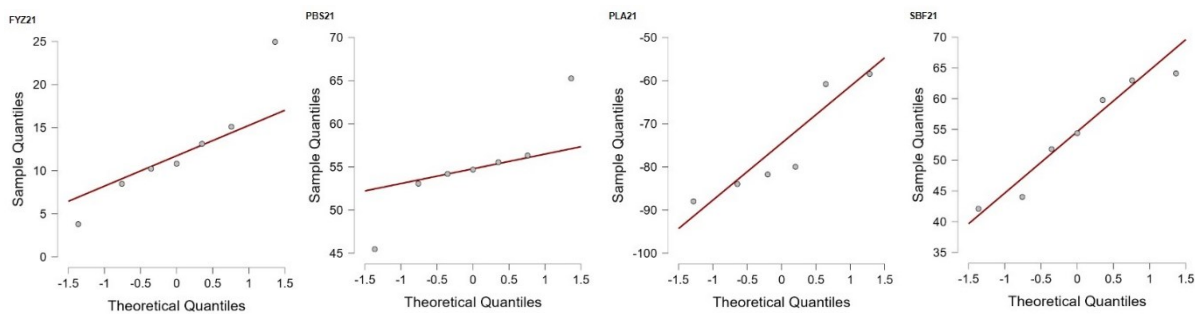 FYZ21
25
20
15
10
5
0
Sample Quantiles
-1.5 -1 -0.5 0 0.5 1 1.5
Theoretical Quantiles
PBS21
70
65
60
55
50
45
Sample Quantiles
-1.5 -1 -0.5 0 0.5 1 1.5
Theoretical Quantiles
PLA21
-50
-60
-70
-80
-90
-100
Sample Quantiles
-1.5 -1 -0.5 0 0.5 1 1.5
Theoretical Quantiles
SBF21
70
65
60
55
50
45
40
35
Sample Quantiles
-1.5 -1 -0.5 0 0.5 1 1.5
Theoretical Quantiles